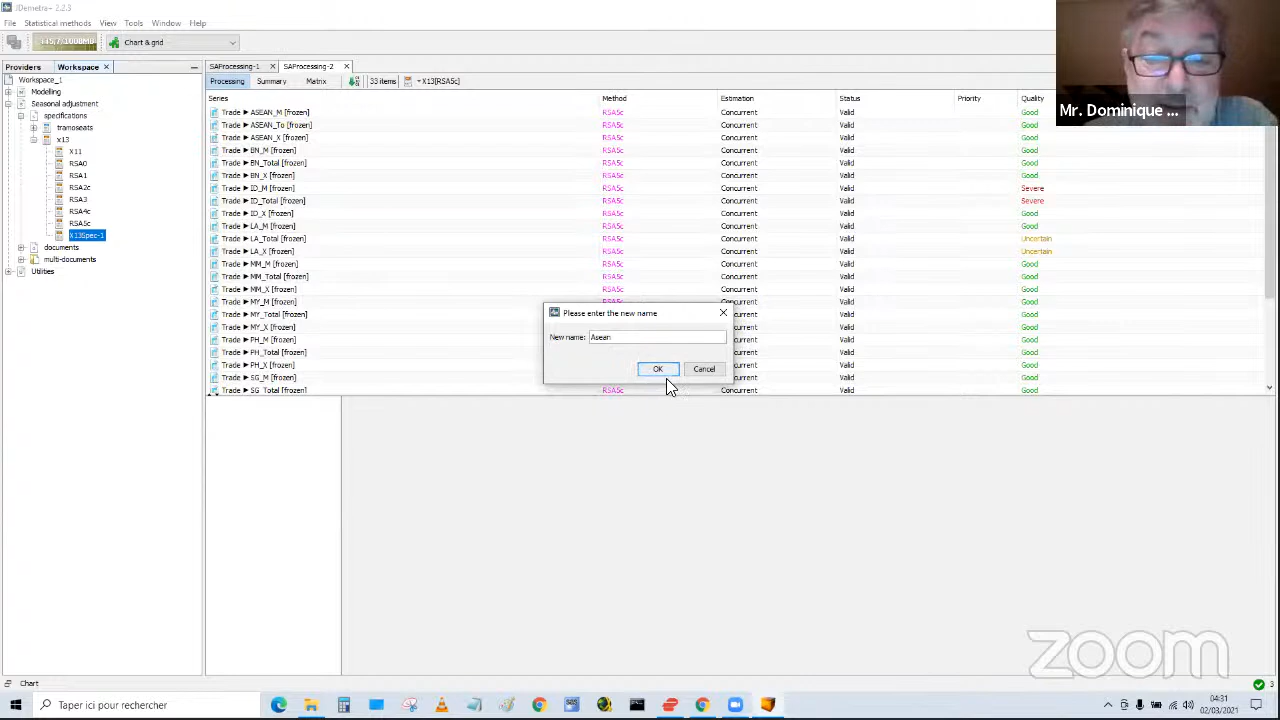 JDemetra+ 2.2.3
File Statistical methods View Tools Window Help
Chart & grid
Providers Workspace × SAProcessing-1 × SAProcessing-2 ×
Workspace_1
Modelling
Seasonal adjustment
specifications
tramoseats
x13
X11
RSA0
RSA1
RSA2c
RSA3
RSA4c
RSA5c
X13Spec-1
documents
multi-documents
Utilities
Processing Summary Matrix 33 items X13[RSA5c]
Series Method Estimation Status Priority Quality
Trade ASEAN_M [frozen] RSA5c Concurrent Valid Good
Trade ASEAN_To [frozen] RSA5c Concurrent Valid Good
Trade ASEAN_X [frozen] RSA5c Concurrent Valid Good
Trade BN_M [frozen] RSA5c Concurrent Valid Good
Trade BN_Total [frozen] RSA5c Concurrent Valid Good
Trade BN_X [frozen] RSA5c Concurrent Valid Good
Trade ID_M [frozen] RSA5c Concurrent Valid Severe
Trade ID_Total [frozen] RSA5c Concurrent Valid Severe
Trade ID_X [frozen] RSA5c Concurrent Valid Good
Trade LA_M [frozen] RSA5c Concurrent Valid Good
Trade LA_Total [frozen] RSA5c Concurrent Valid Uncertain
Trade LA_X [frozen] RSA5c Concurrent Valid Uncertain
Trade MM_M [frozen] RSA5c Concurrent Valid Good
Trade MM_Total [frozen] RSA5c Concurrent Valid Good
Trade MM_X [frozen] RSA5c Concurrent Valid Good
Trade MY_M [frozen] RSA5c Concurrent Valid Good
Trade MY_Total [frozen] Valid Good
Trade MY_X [frozen] Valid Good
Trade PH_M [frozen] Valid Good
Trade PH_Total [frozen] Valid Good
Trade PH_X [frozen] Valid Good
Trade SG_M [frozen] Valid Good
Trade SG_Total [frozen] RSA5c Concurrent Valid Good
Please enter the new name
New name: Asean
OK Cancel
Mr. Dominique ...
zoom
Chart
3
Taper ici pour rechercher
04:31
02/03/2021